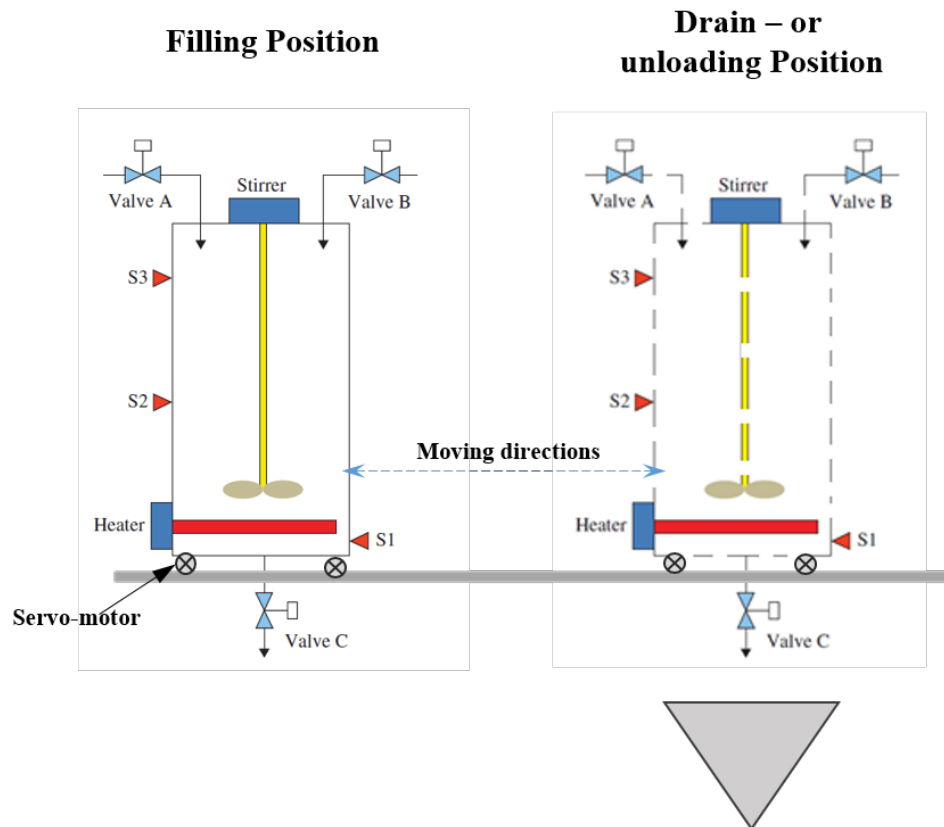 Filling Position
Drain – or
unloading Position
Valve A
Stirrer
Valve B
S3
S2
Heater
S1
Servo-motor
Valve C
Moving directions
Valve A
Stirrer
Valve B
S3
S2
Heater
S1
Valve C